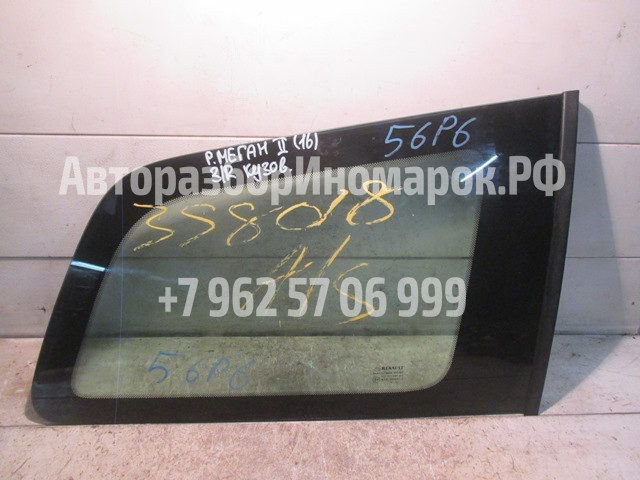 Р. МЕГАН II (16)
З/R кузов.
56Р6
АвторазборИномарок.РФ
358018
+7 962 57 06 999
56Р6
RENAULT